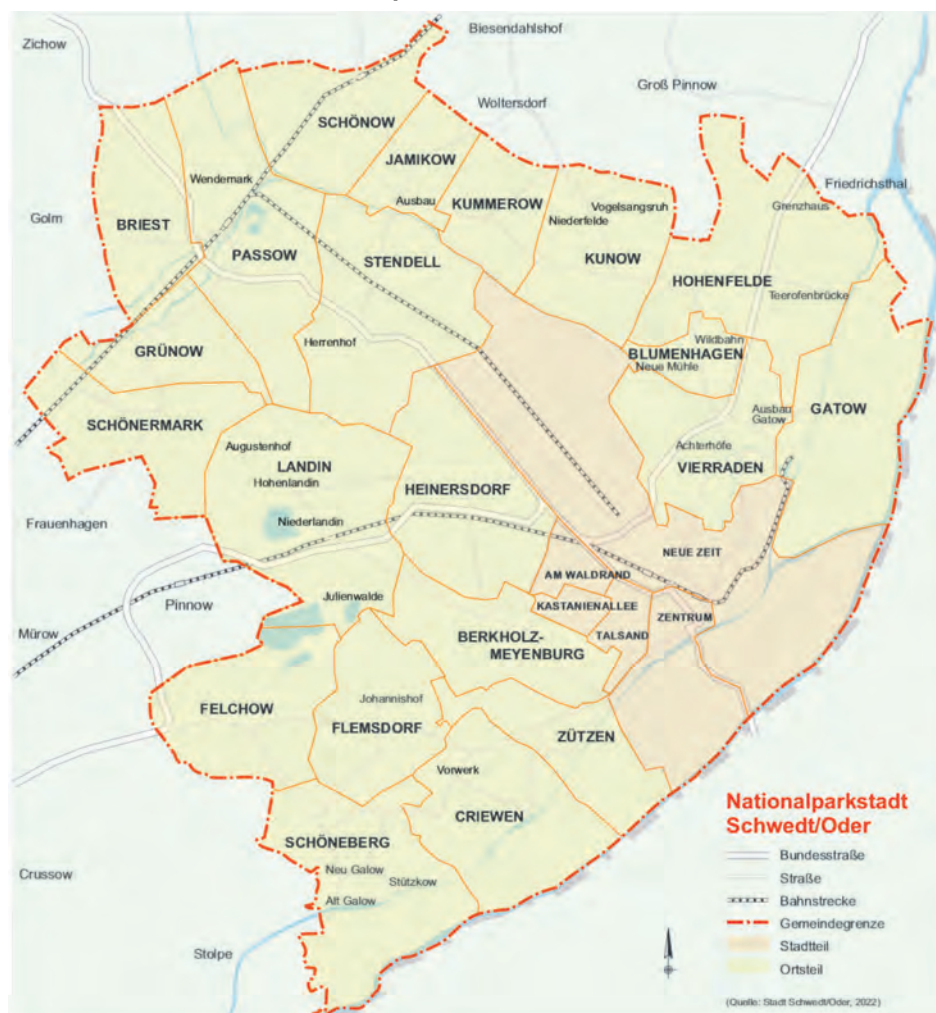 Biesendahlshof
Zichow
Groß Pinnow
Woltersdorf
SCHÖNOW
JAMIKOW
Wendemark
Friedrichsthal
Ausbau
KUMMEROW
Vogelsangsruh
Grenzhaus
Golm
BRIEST
Niederfelde
PASSOW
STENDELL
KUNOW
HOHENFELDE
Teerofenbrücke
Herrenhof
Wildbahn
GRÜNOW
BLUMENHAGEN
Neue Mühle
SCHÖNERMARK
Ausbau
Gatow
GATOW
Augustenhof
Achterhöfe
LANDIN
VIERRADEN
Hohenlandin
HEINERSDORF
Frauenhagen
Niederlandin
NEUE ZEIT
AM WALDRAND
Pinnow
Julienwalde
KASTANIENALLEE
ZENTRUM
Mürow
BERKHOLZ-
MEYENBURG
TALSAND
Johannishof
FELCHOW
FLEMSDORF
ZÜTZEN
Vorwerk
CRIEWEN
SCHÖNEBERG
Neu Galow
Crussow
Stützkow
Alt Galow
Stolpe
Nationalparkstadt
Schwedt/Oder
Bundesstraße
Straße
Bahnstrecke
Gemeindegrenze
Stadtteil
Ortsteil
(Quelle: Stadt Schwedt/Oder, 2022)